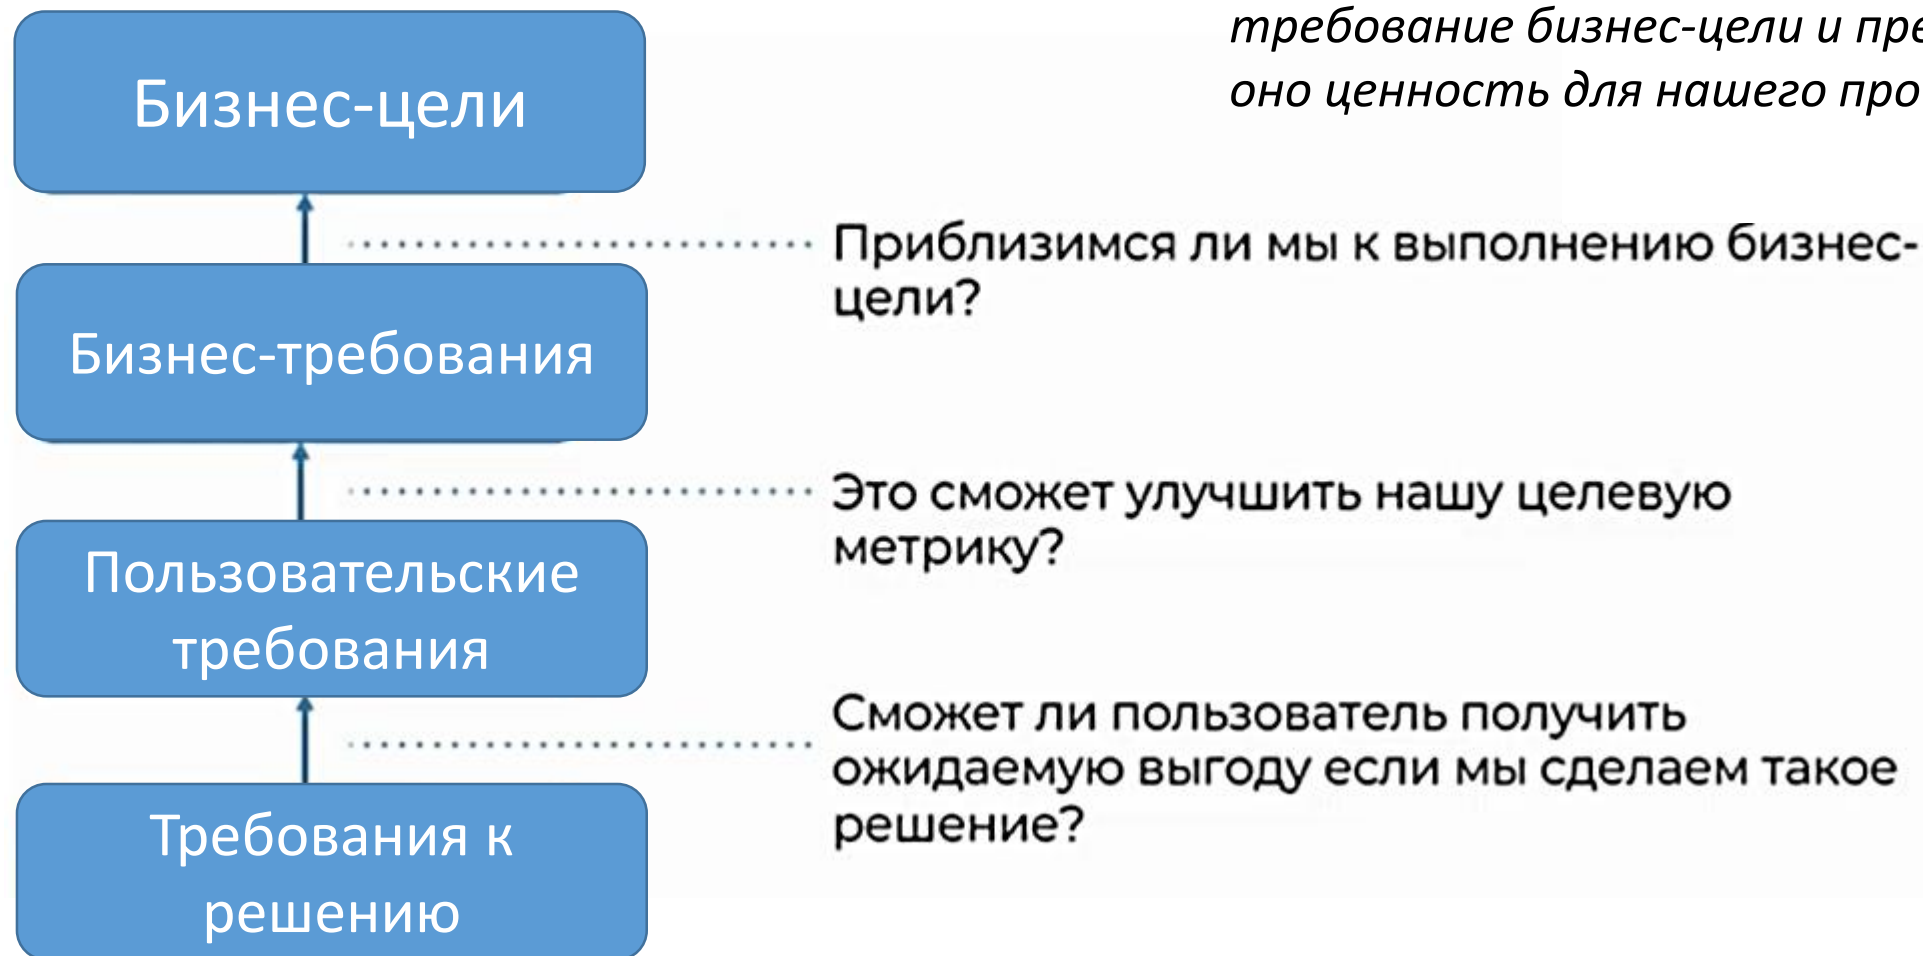 требование бизнес-цели и
оно ценность для нашего
Бизнес-цели
Приблизимся ли мы к выполнению бизнес-
цели?
Бизнес-требования
Это сможет улучшить нашу целевую
метрику?
Пользовательские
требования
Сможет ли пользователь получить
ожидаемую выгоду если мы сделаем такое
решение?
Требования к
решению